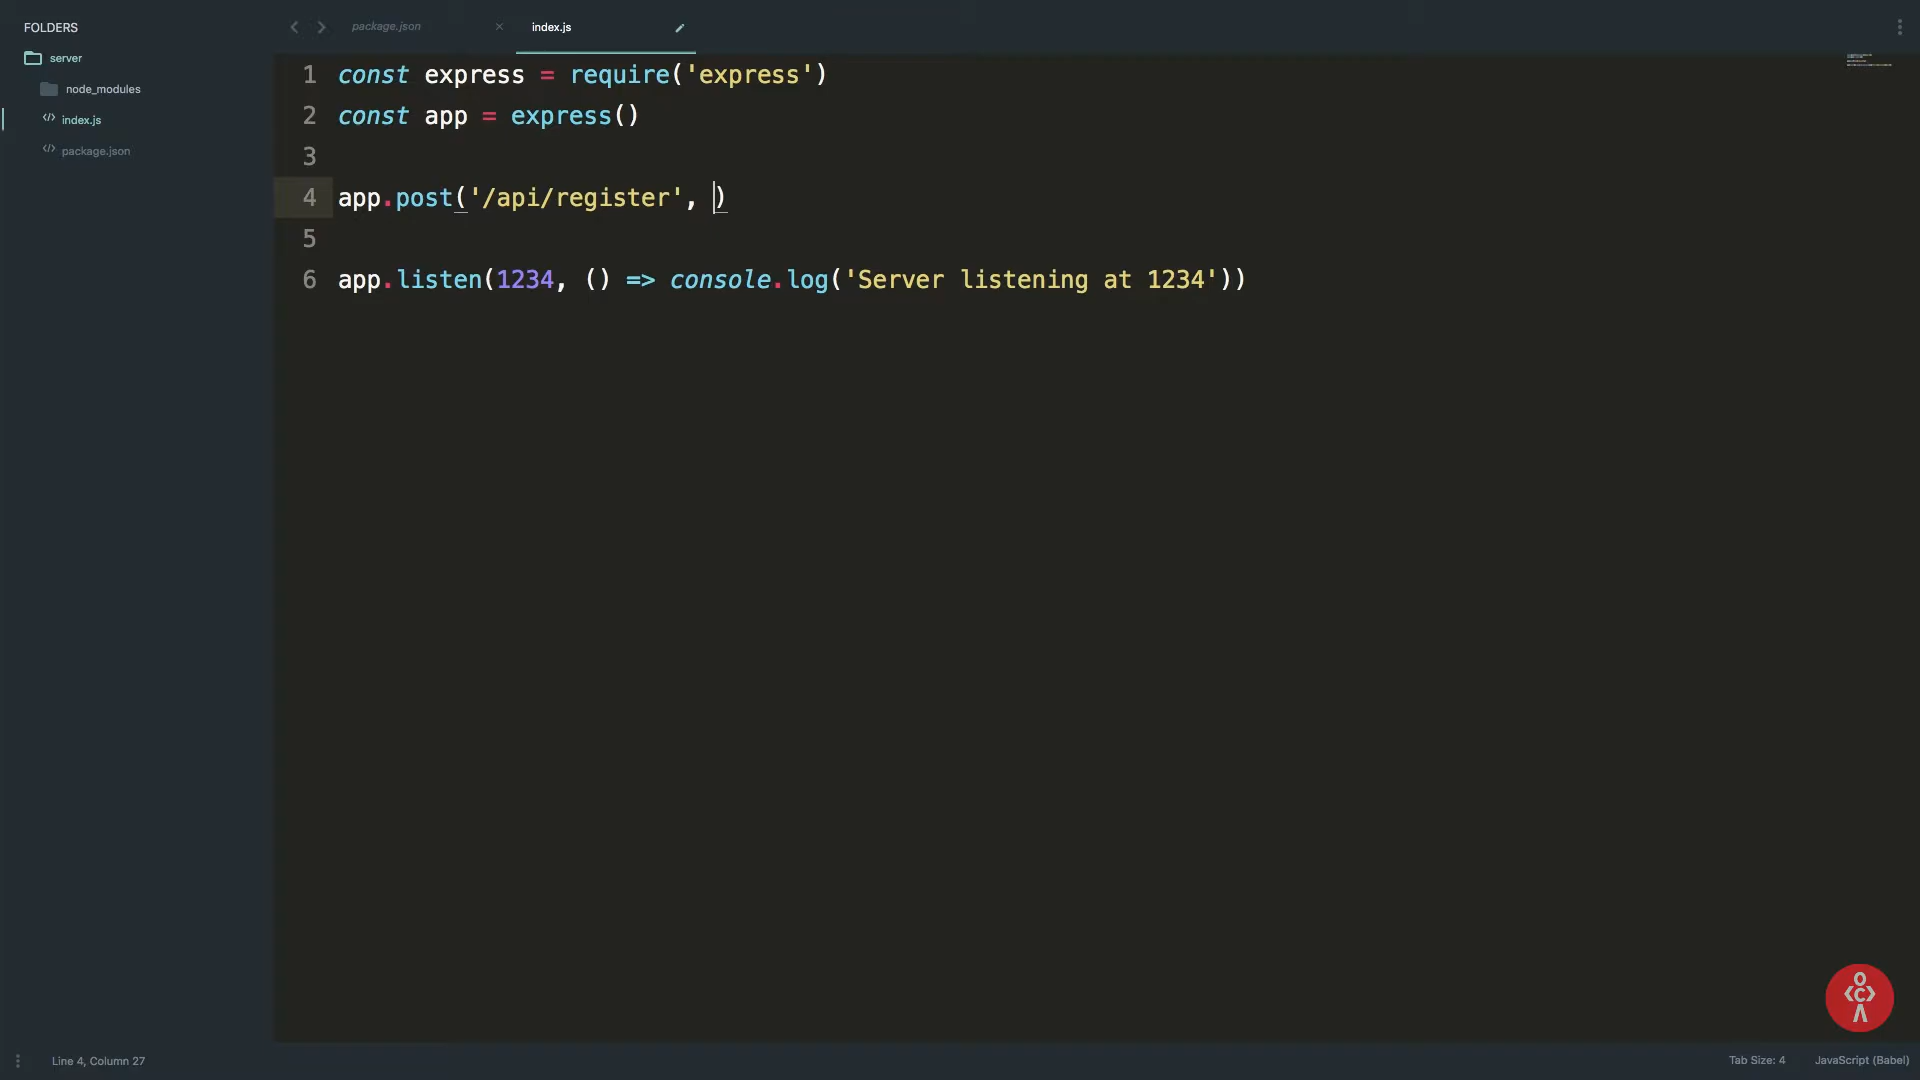 FOLDERS
server
node_modules
index.js
package.json
package.json
index.js
1 const express = require('express')
2 const app = express()
3
4 app.post('/api/register', )
5
6 app.listen(1234, () => console.log('Server listening at 1234'))
Line 4, Column 27
Tab Size: 4
JavaScript (Babel)